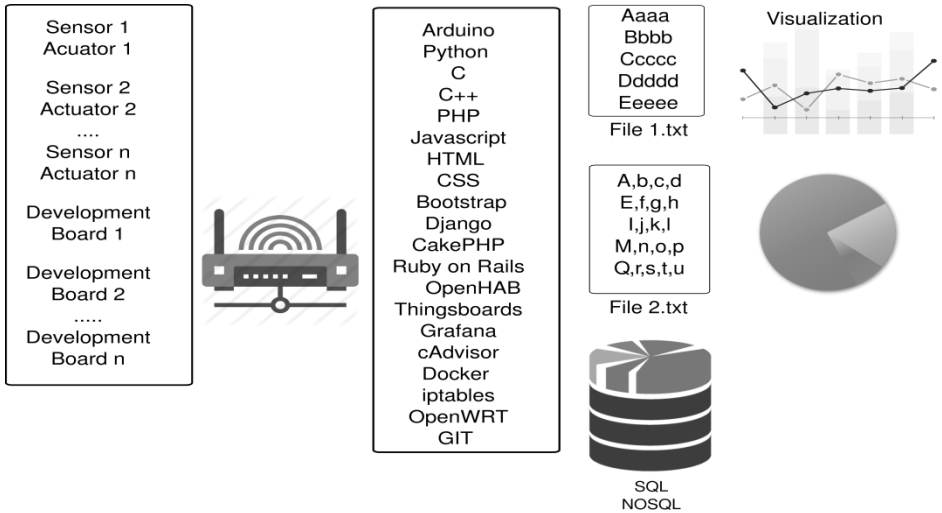 Sensor 1
Acuator 1
Sensor 2
Actuator 2
....
Sensor n
Actuator n
Development
Board 1
Development
Board 2
.....
Development
Board n
Arduino
Python
C
C++
PHP
Javascript
HTML
CSS
Bootstrap
Django
CakePHP
Ruby on Rails
OpenHAB
Thingsboards
Grafana
cAdvisor
Docker
iptables
OpenWRT
GIT
Aaaa
Bbbb
Ccccc
Ddddd
Eeeee
File 1.txt
A,b,c,d
E,f,g,h
I,j,k,l
M,n,o,p
Q,r,s,t,u
File 2.txt
SQL
NOSQL
Visualization